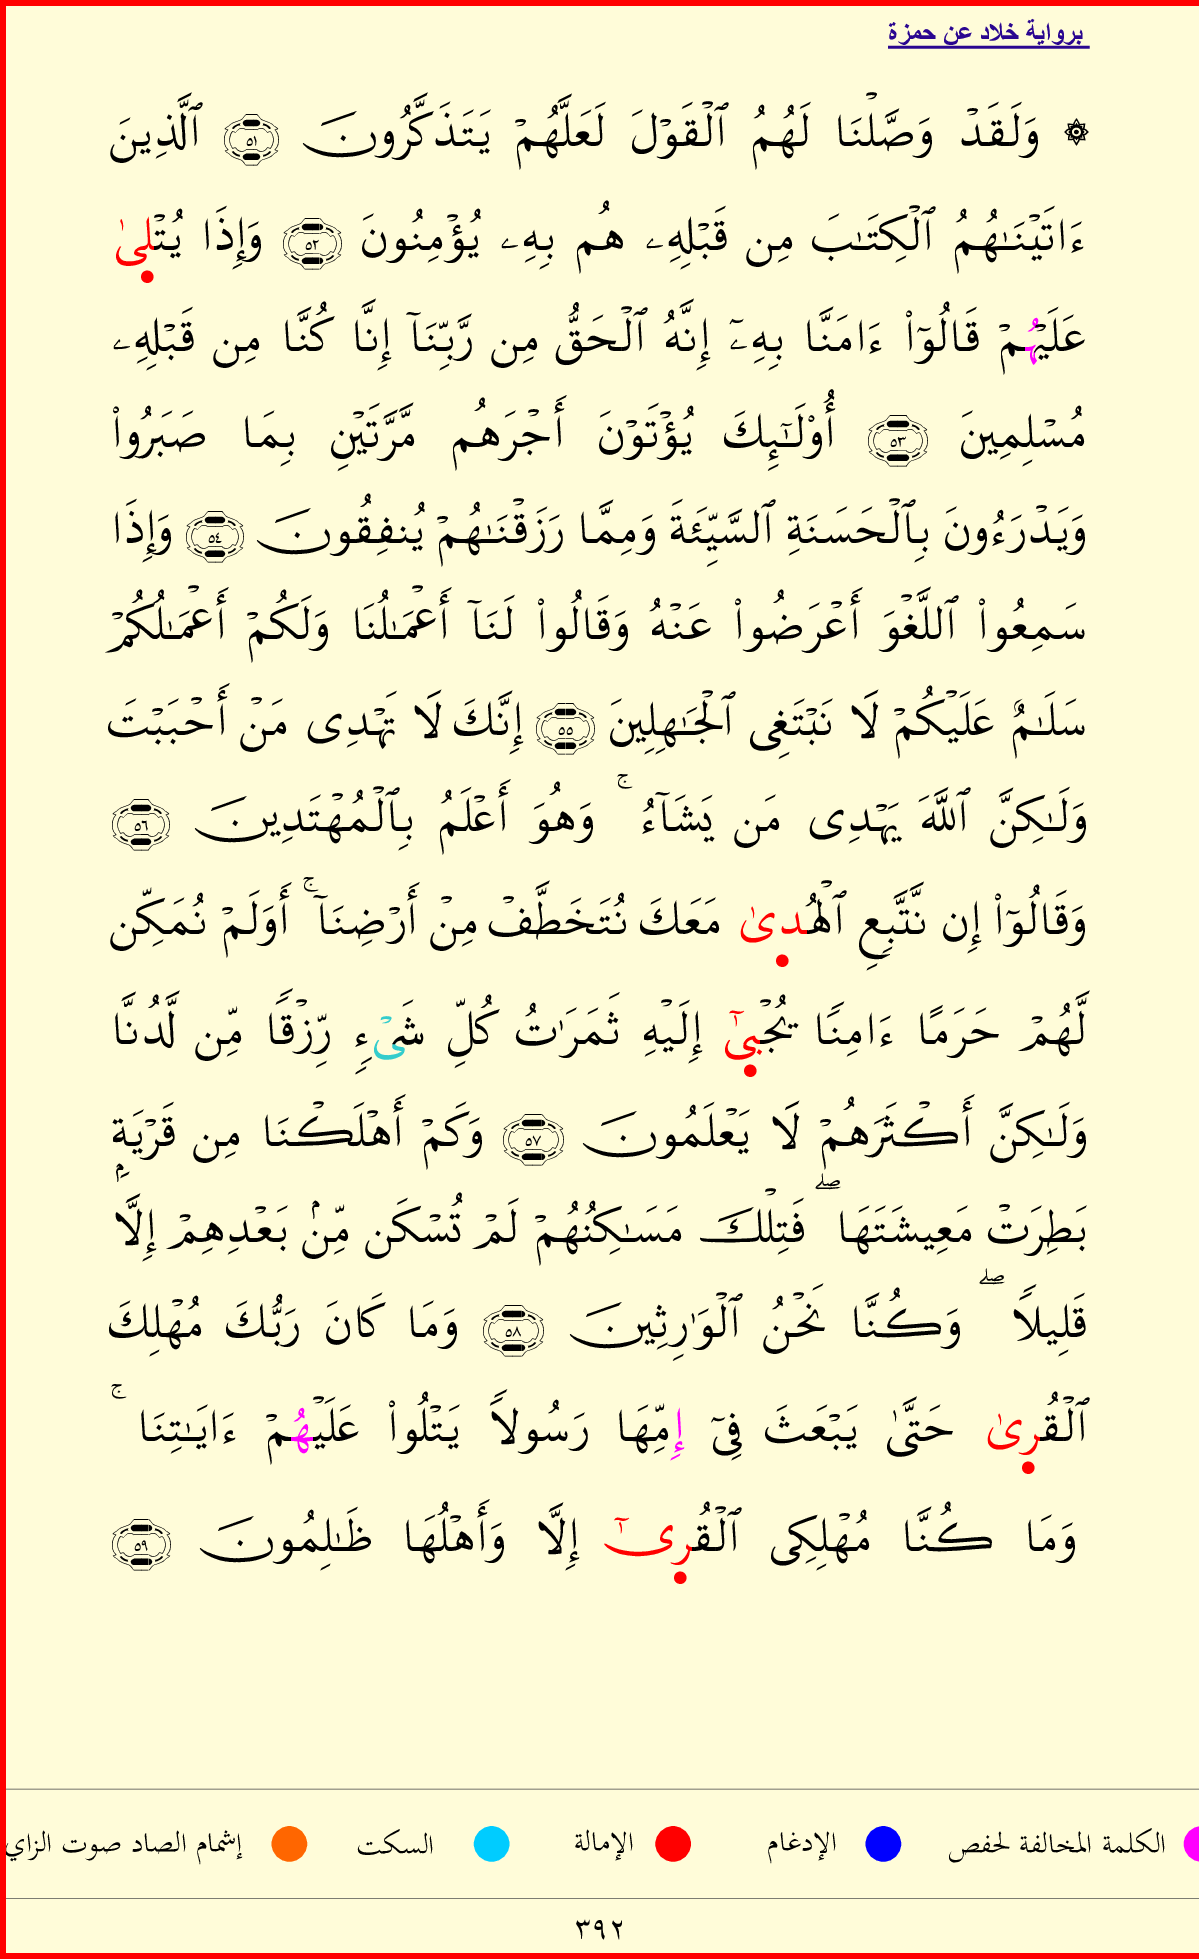 برواية خلاد عن حمزة
۞ وَلَقَدۡ وَصَّلۡنَا لَهُمُ ٱلۡقَوۡلَ لَعَلَّهُمۡ يَتَذَكَّرُونَ ٥١ ٱلَّذِينَ
ءَاتَيۡنَٰهُمُ ٱلۡكِتَٰبَ مِن قَبۡلِهِۦ هُم بِهِۦ يُؤۡمِنُونَ ٥٢ وَإِذَا يُتۡلِىٰ
عَلَيۡهُمۡ قَالُوٓاْ ءَامَنَّا بِهِۦٓ إِنَّهُ ٱلۡحَقُّ مِن رَّبِّنَآ إِنَّا كُنَّا مِن قَبۡلِهِۦ
مُسۡلِمِينَ ٥٣ أُوْلَٰٓئِكَ يُؤۡتَوۡنَ أَجۡرَهُم مَّرَّتَيۡنِ بِمَا صَبَرُواْ
وَيَدۡرَءُونَ بِٱلۡحَسَنَةِ ٱلسَّيِّئَةَ وَمِمَّا رَزَقۡنَٰهُمۡ يُنفِقُونَ ٥٤ وَإِذَا
سَمِعُواْ ٱللَّغۡوَ أَعۡرَضُواْ عَنۡهُ وَقَالُواْ لَنَآ أَعۡمَٰلُنَا وَلَكُمۡ أَعۡمَٰلُكُمۡ
سَلَٰمٌ عَلَيۡكُمۡ لَا نَبۡتَغِى ٱلۡجَٰهِلِينَ ٥٥ إِنَّكَ لَا تَهۡدِى مَنۡ أَحۡبَبۡتَ
وَلَٰكِنَّ ٱللَّهَ يَهۡدِى مَن يَشَآءُ ۚ وَهُوَ أَعۡلَمُ بِٱلۡمُهۡتَدِينَ ٥٦
وَقَالُوٓاْ إِن نَّتَّبِعِ ٱلۡهُدِىٰ مَعَكَ نُتَخَطَّفۡ مِنۡ أَرۡضِنَآ ۚ أَوَلَمۡ نُمَكِّن
لَّهُمۡ حَرَمًا ءَامِنًا يُجۡبِىٰٓ إِلَيۡهِ ثَمَرَٰتُ كُلِّ شَىۡءٍ رِّزۡقًا مِّن لَّدُنَّا
وَلَٰكِنَّ أَكۡثَرَهُمۡ لَا يَعۡلَمُونَ ٥٧ وَكَمۡ أَهۡلَكۡنَا مِن قَرۡيَةِۭ
بَطِرَتۡ مَعِيشَتَهَا ۖ فَتِلۡكَ مَسَٰكِنُهُمۡ لَمۡ تُسۡكَن مِّنۢ بَعۡدِهِمۡ إِلَّا
قَلِيلًا ۖ وَكُنَّا نَحۡنُ ٱلۡوَٰرِثِينَ ٥٨ وَمَا كَانَ رَبُّكَ مُهۡلِكَ
ٱلۡقُرِىٰ حَتَّىٰ يَبۡعَثَ فِىٓ إِمِّهَا رَسُولًا يَتۡلُواْ عَلَيۡهُمۡ ءَايَٰتِنَا ۚ
وَمَا كُنَّا مُهۡلِكِى ٱلۡقُرِىٰٓ إِلَّا وَأَهۡلُهَا ظَٰلِمُونَ ٥٩
الكلمة المخالفة لحفص الإدغام الإمالة السكت إشمام الصاد صوت الزاي
٣٩٢